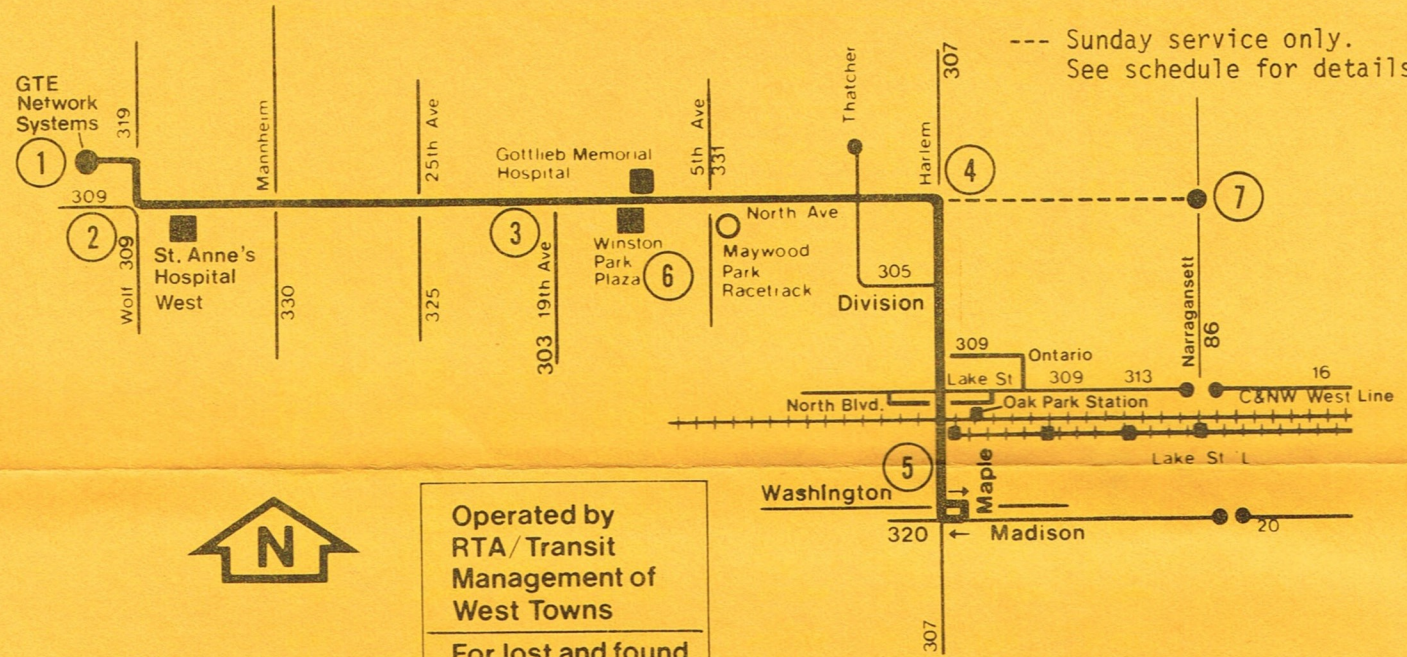 --- Sunday service only.
See schedule for details
GTE
Network
Systems
1
319
Mannheim
25th Ave
Gottlieb Memorial
Hospital
5th Ave
331
Thatcher
Harlem
307
4
7
309
2
Wolf 309
St. Anne's
Hospital
West
330
325
3
303 19th Ave
Winston
Park
Plaza
6
North Ave
Maywood
Park
Racetrack
305
Division
Narragansett
86
309
Ontario
Lake St 309 313
16
North Blvd.
Oak Park Station
C&NW West Line
Lake St L
5
Washington
Maple
320
← Madison
20
307
N
Operated by
RTA/Transit
Management of
West Towns
For lost and found